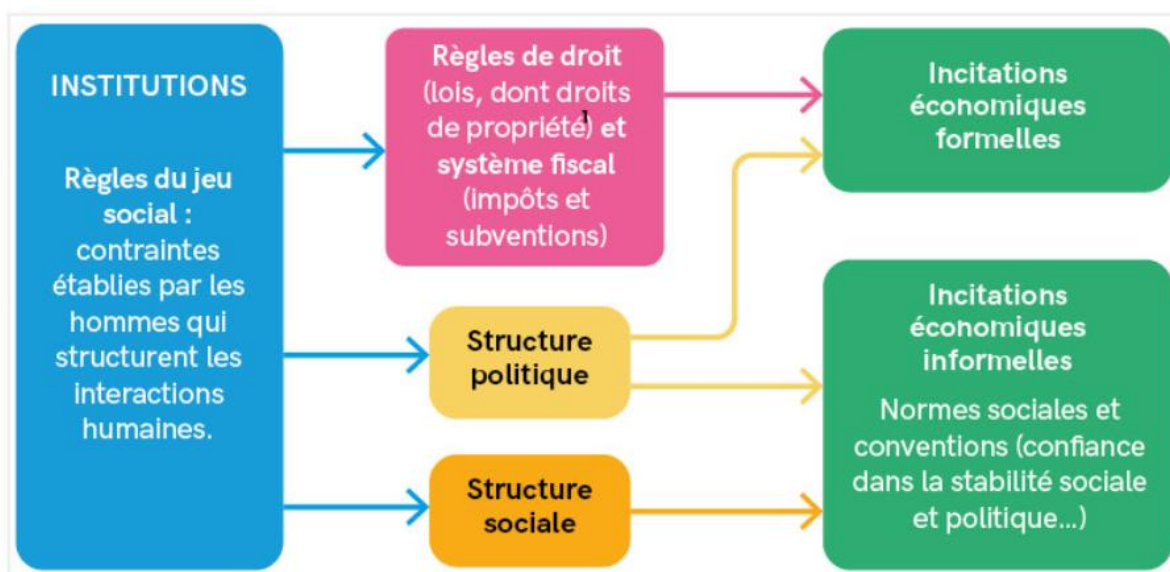 INSTITUTIONS
Règles du jeu
social :
contraintes
établies par les
hommes qui
structurent les
interactions
humaines.
Règles de droit
(lois, dont droits
de propriété¹) et
système fiscal
(impôts et
subventions)
Structure
politique
Structure
sociale
Incitations
économiques
formelles
Incitations
économiques
informelles
Normes sociales et
conventions (confiance
dans la stabilité sociale
et politique...)